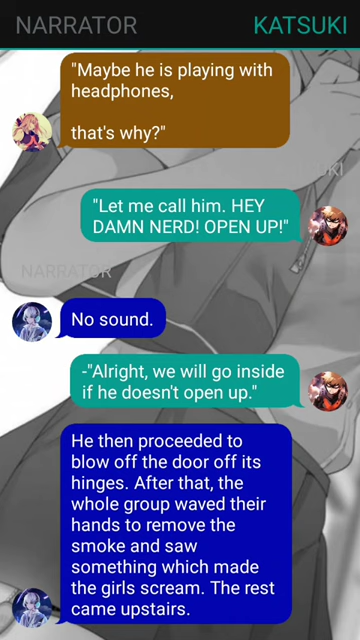 NARRATOR KATSUKI
"Maybe he is playing with
headphones,
that's why?"
KI
"Let me call him. HEY
DAMN NERD! OPEN UP!"
NARRATOR
No sound.
-"Alright, we will go inside
if he doesn't open up."
He then proceeded to
blow off the door off its
hinges. After that, the
whole group waved their
hands to remove the
smoke and saw
something which made
the girls scream. The rest
came upstairs.